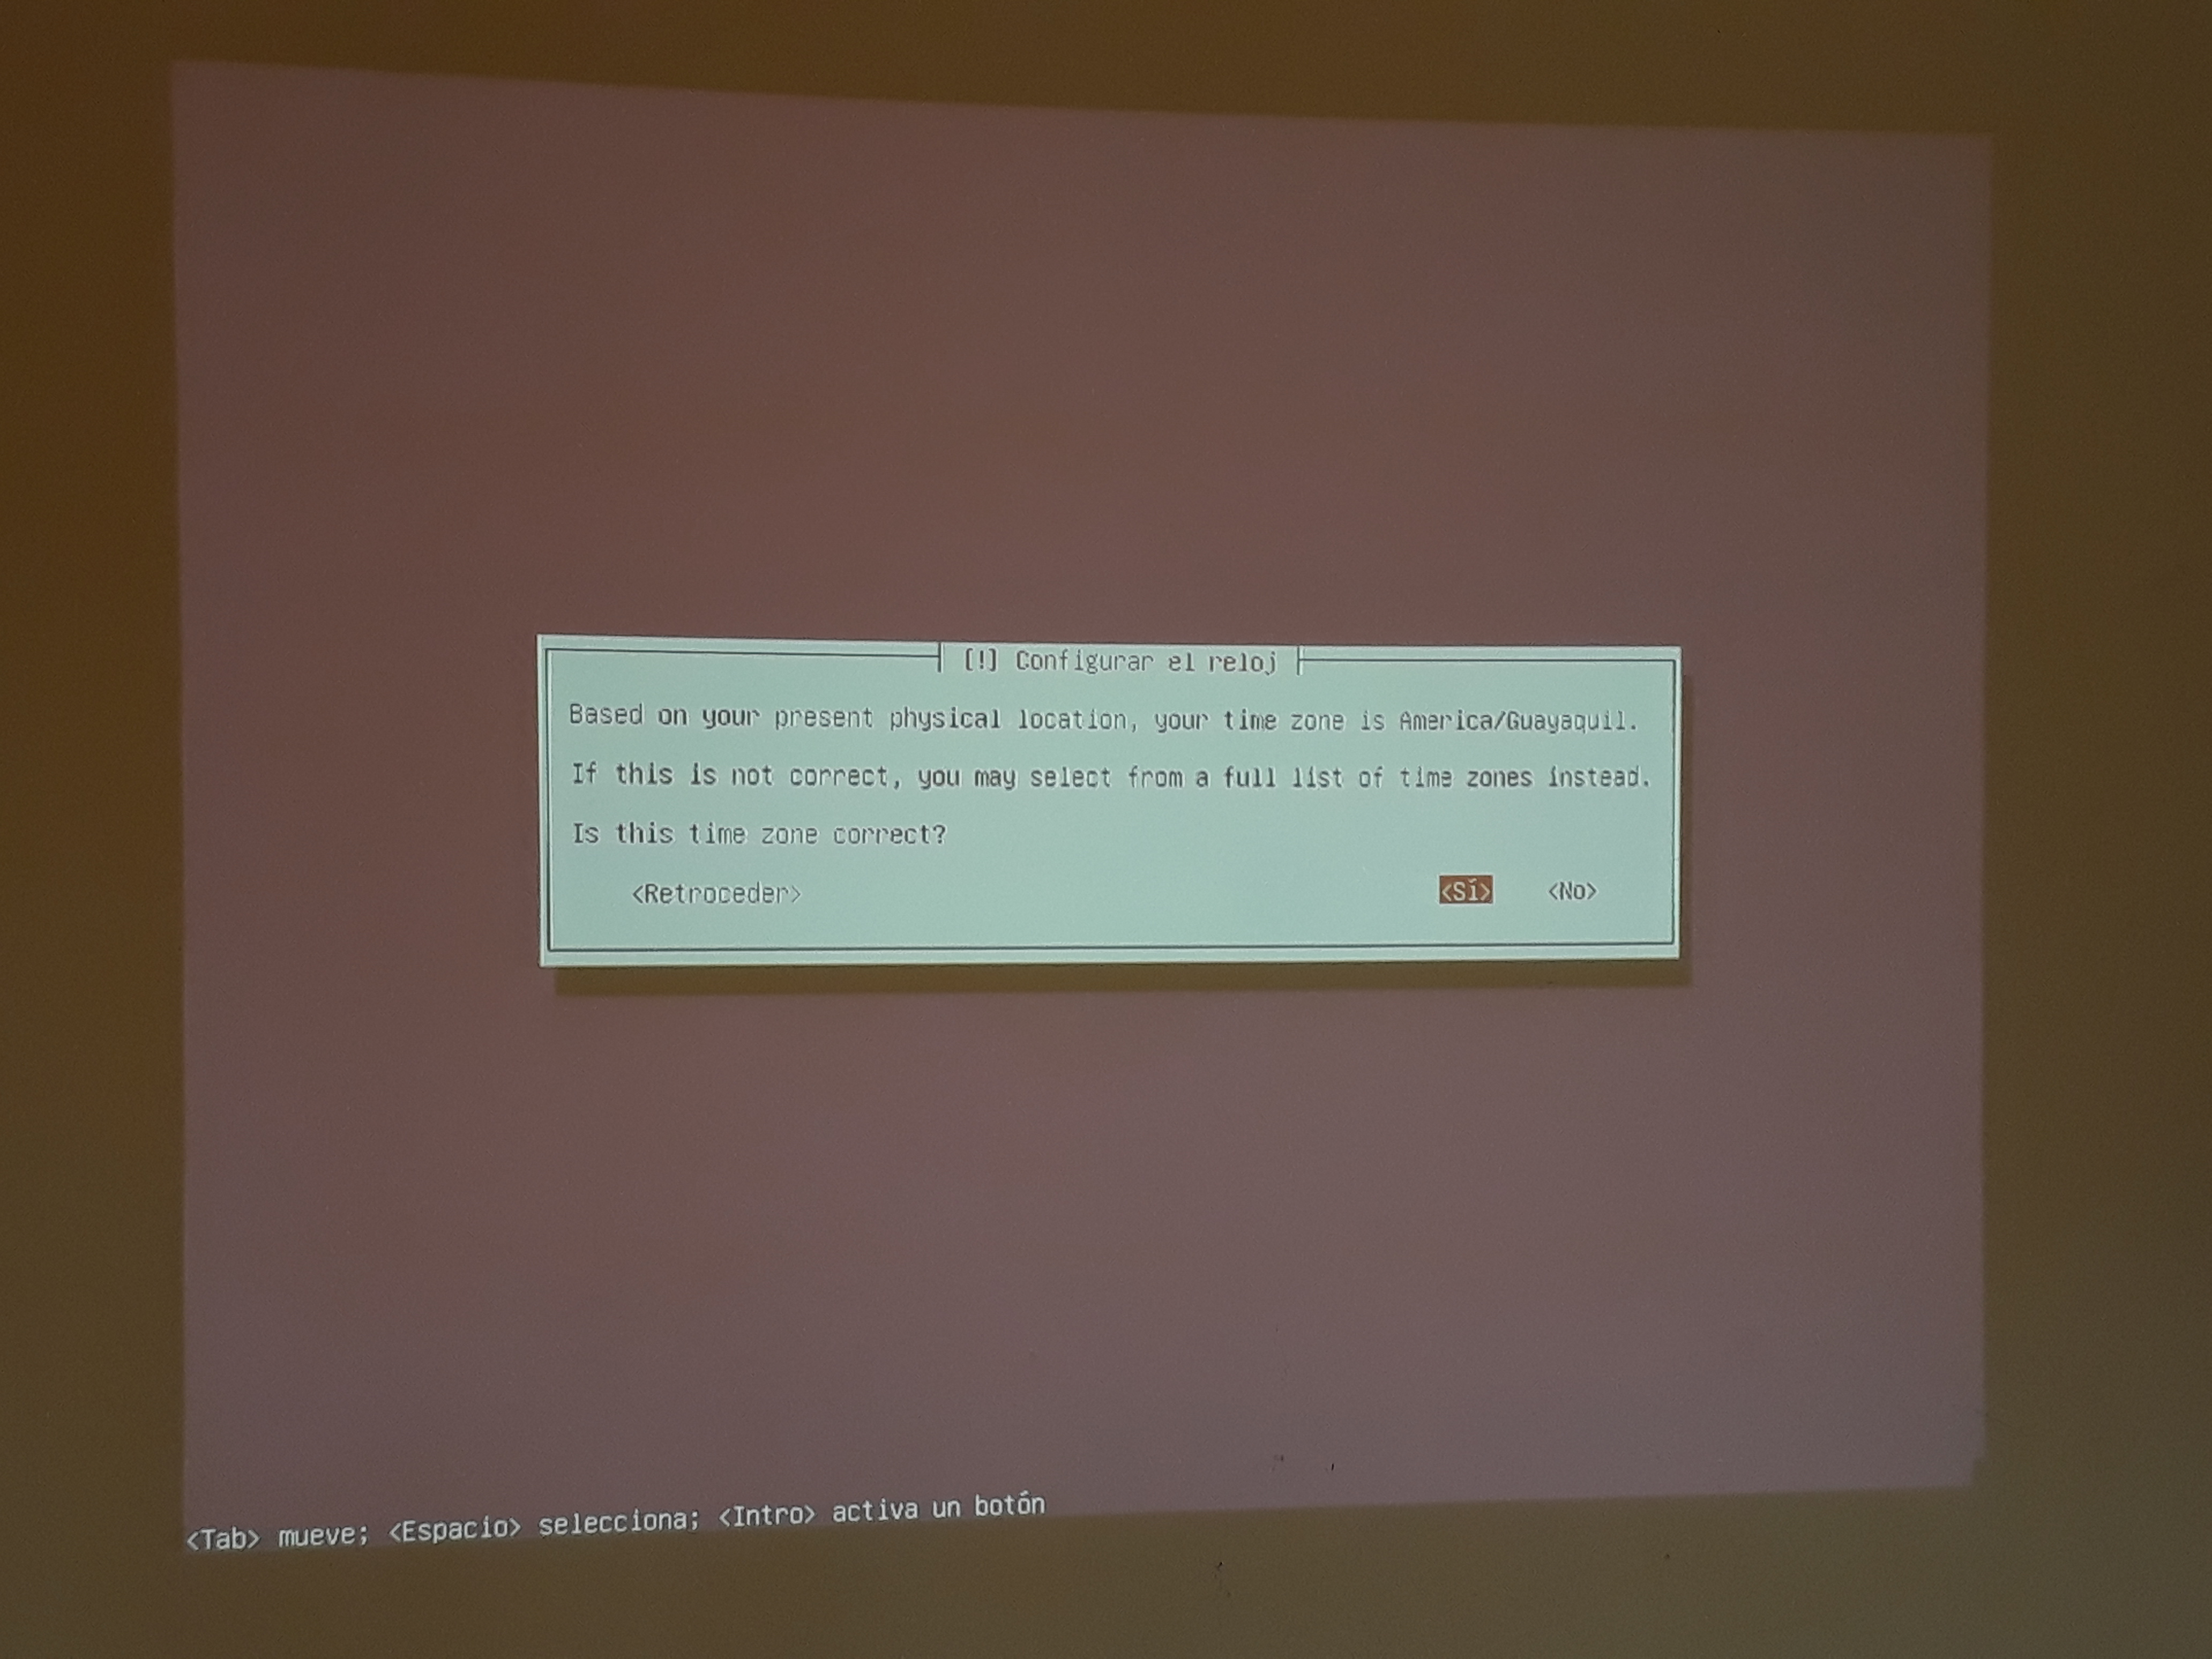 [!] Configurar el reloj
Based on your present physical location, your time zone is America/Guayaquil.
If this is not correct, you may select from a full list of time zones instead.
Is this time zone correct?
<Retroceder> <Sí> <No>
<Tab> mueve; <Espacio> selecciona; <Intro> activa un botón